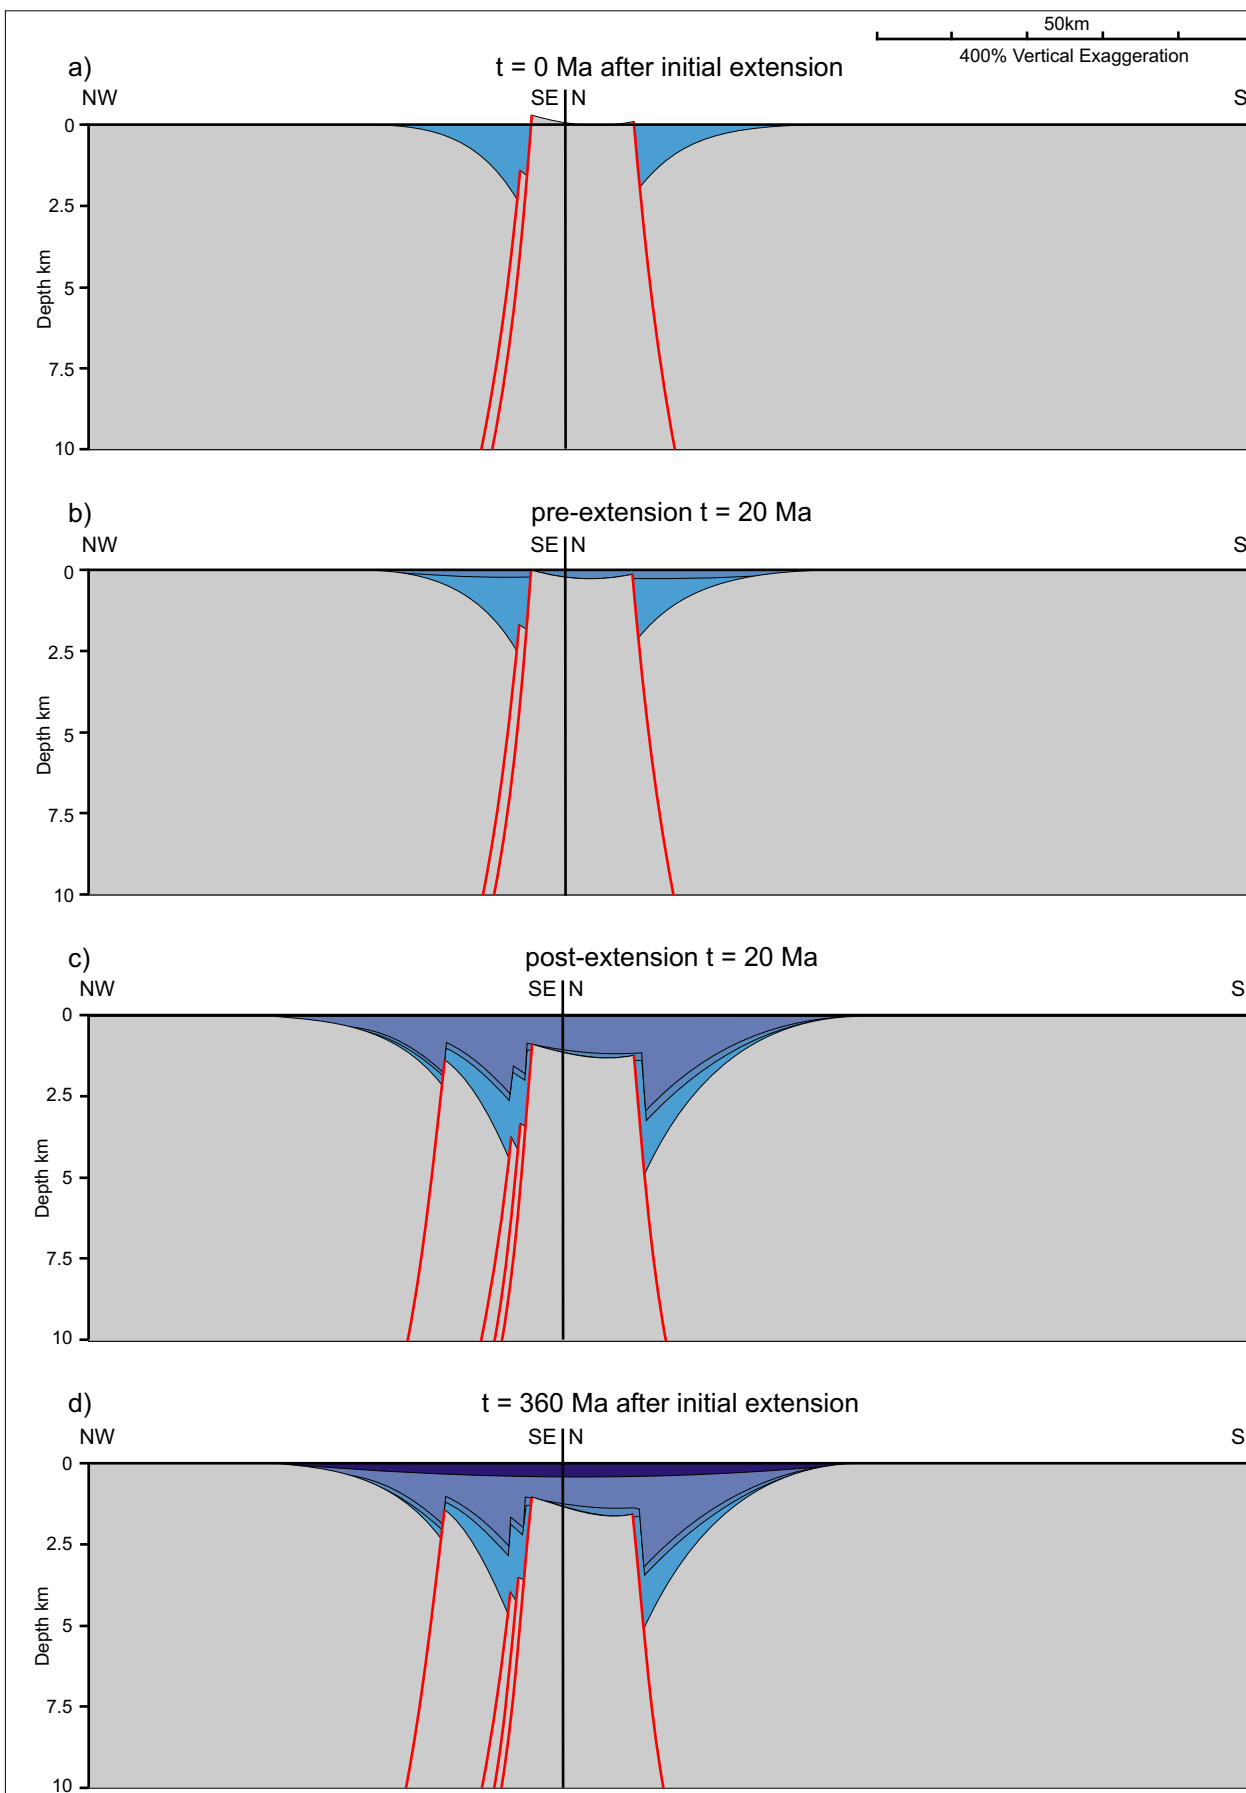 50km
400% Vertical Exaggeration
a)
t = 0 Ma after initial extension
NW
SE
N
S
0
2.5
5
7.5
10
Depth km
b)
pre-extension t = 20 Ma
NW
SE
N
S
0
2.5
5
7.5
10
Depth km
c)
post-extension t = 20 Ma
NW
SE
N
S
0
2.5
5
7.5
10
Depth km
d)
t = 360 Ma after initial extension
NW
SE
N
S
0
2.5
5
7.5
10
Depth km